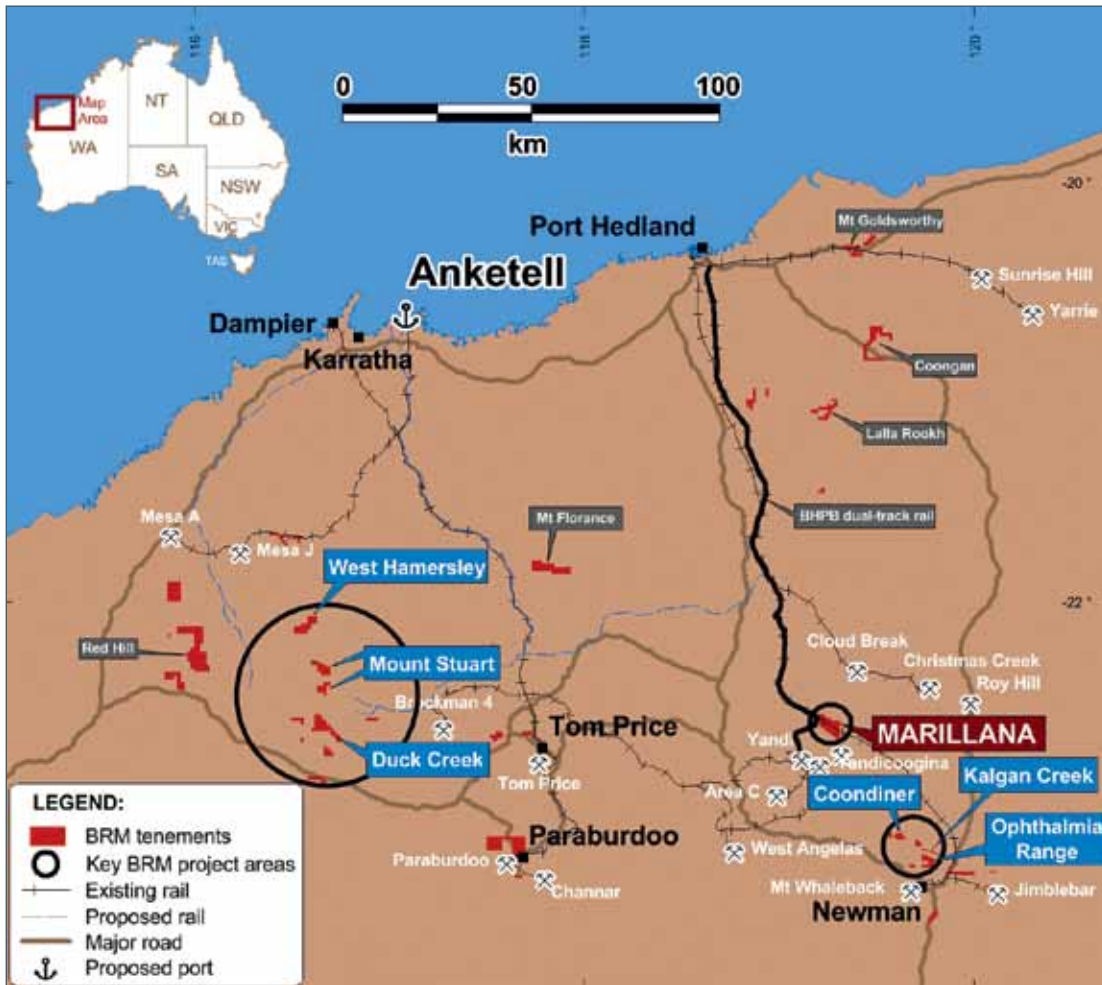 116
118
120
0 50 100
km
Map
Area
NT
QLD
WA
SA
NSW
VIC
TAS
-20
Port Hedland
Mt Goldsworthy
Anketell
Sunrise Hill
Yarrie
Dampier
Karratha
Coongan
Lalla Rookh
Mesa A
Mesa J
Mt Florance
BHPB dual-track rail
West Hamersley
-22
Red Hill
Mount Stuart
Cloud Break
Christmas Creek
Roy Hill
Brockman 4
Tom Price
MARILLANA
Yandi
Yandicoogina
Duck Creek
Tom Price
Area C
Coondiner
Kalgan Creek
Paraburdoo
West Angelas
Ophthalmia
Range
Paraburdoo
Channar
Mt Whaleback
Jimblebar
Newman
LEGEND:
BRM tenements
Key BRM project areas
Existing rail
Proposed rail
Major road
Proposed port